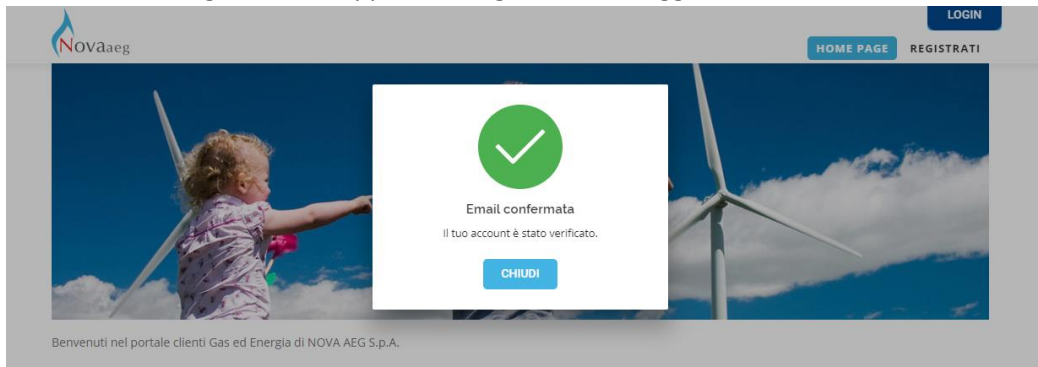 LOGIN
Novaaeg
HOME PAGE REGISTRATI
Email confermata
Il tuo account è stato verificato.
CHIUDI
Benvenuti nel portale clienti Gas ed Energia di NOVA AEG S.p.A.